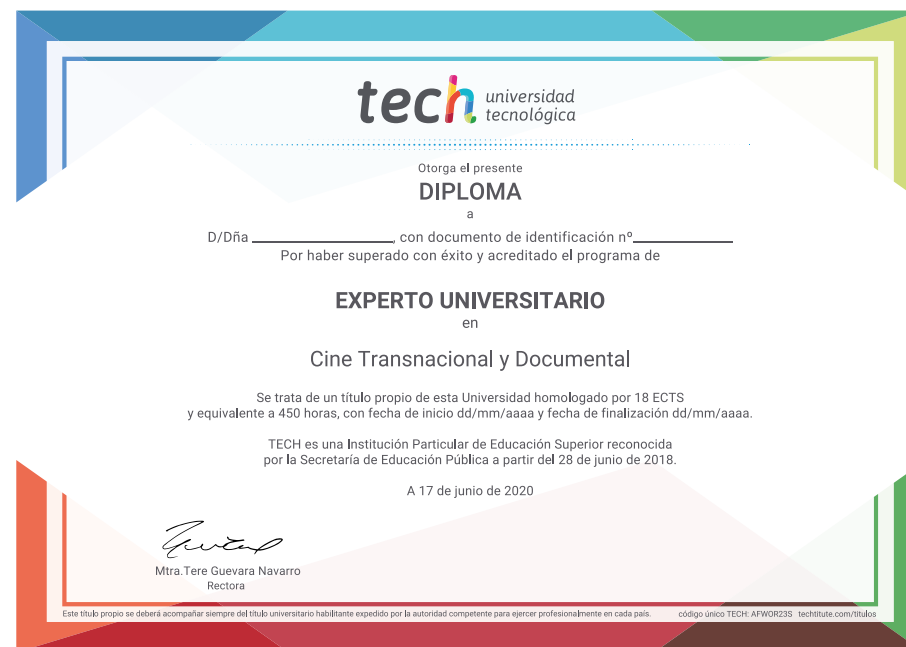 tech universidad
tecnológica
Otorga el presente
DIPLOMA
a
D/Dña ____________________, con documento de identificación nº______________
Por haber superado con éxito y acreditado el programa de
EXPERTO UNIVERSITARIO
en
Cine Transnacional y Documental
Se trata de un título propio de esta Universidad homologado por 18 ECTS
y equivalente a 450 horas, con fecha de inicio dd/mm/aaaa y fecha de finalización dd/mm/aaaa.
TECH es una Institución Particular de Educación Superior reconocida
por la Secretaría de Educación Pública a partir del 28 de junio de 2018.
A 17 de junio de 2020
Mtra.Tere Guevara Navarro
Rectora
Este título propio se deberá acompañar siempre del título universitario habilitante expedido por la autoridad competente para ejercer profesionalmente en cada país. código único TECH: AFWOR23S techtitute.com/titulos